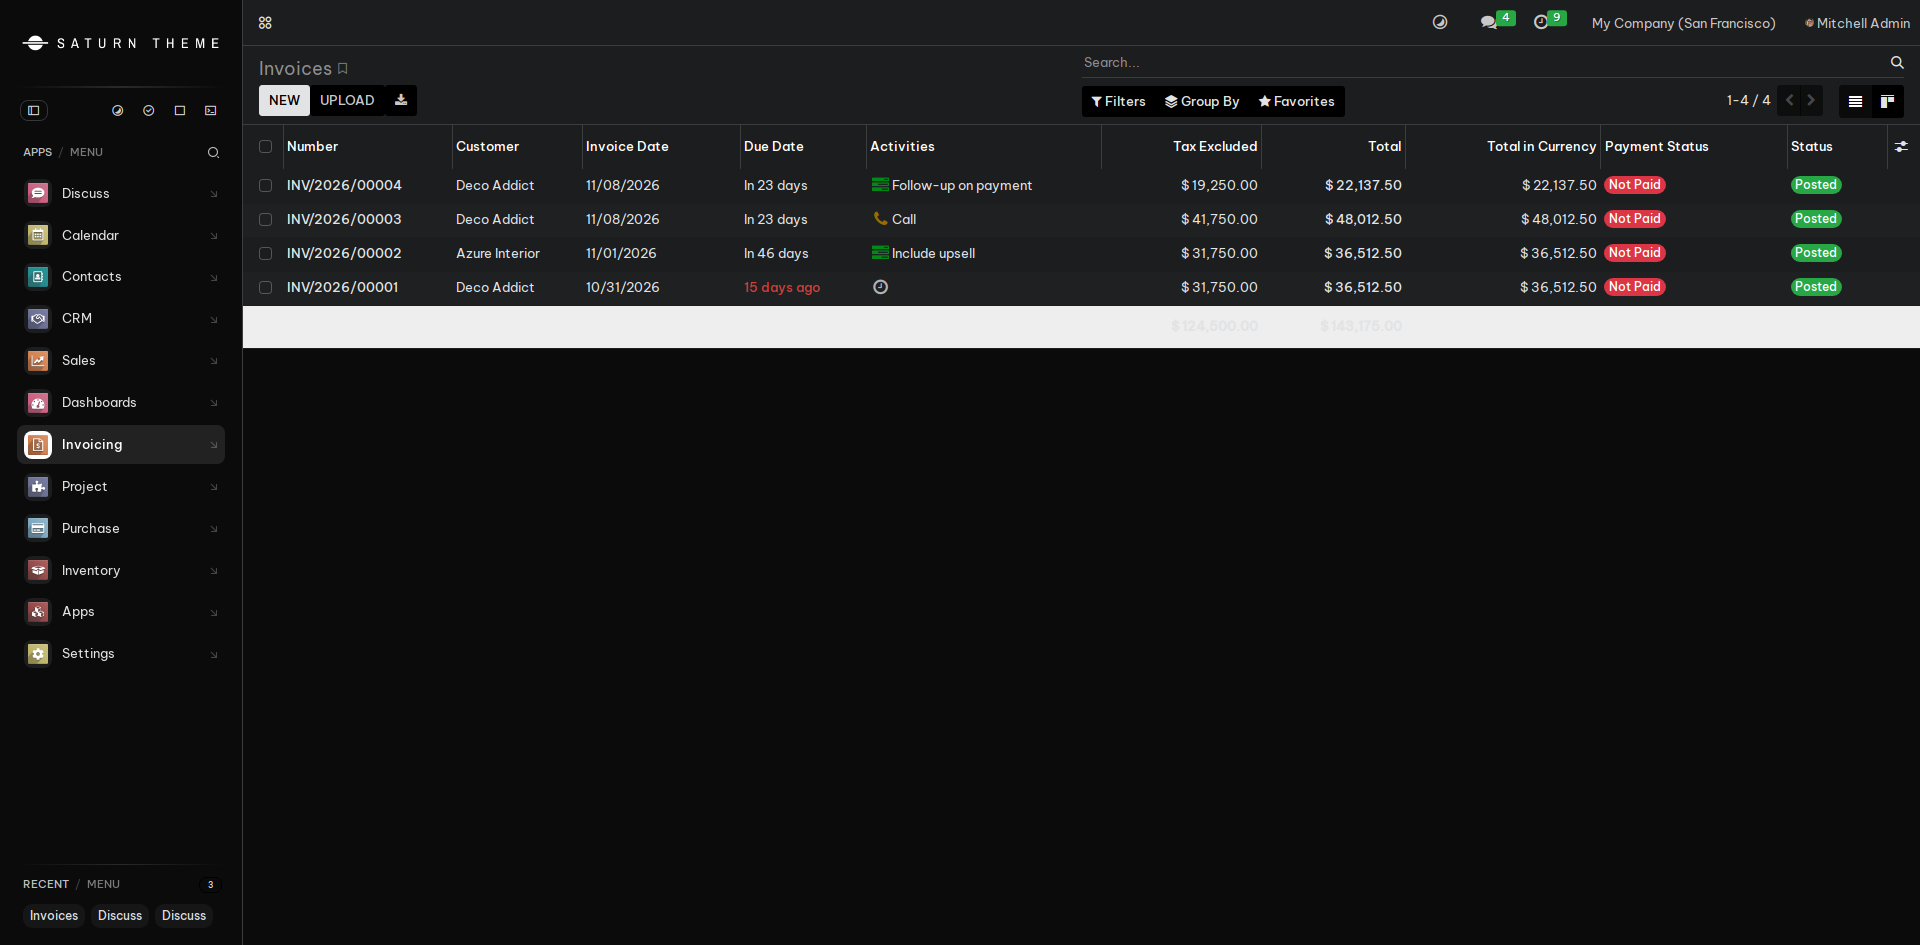 SATURN THEME
4
9
My Company (San Francisco)
Mitchell Admin
Invoices
Search...
NEW UPLOAD
Filters Group By Favorites
1-4 / 4
APPS / MENU
Discuss
Calendar
Contacts
CRM
Sales
Dashboards
Invoicing
Project
Purchase
Inventory
Apps
Settings
Number Customer Invoice Date Due Date Activities Tax Excluded Total Total in Currency Payment Status Status
INV/2026/00004 Deco Addict 11/08/2026 In 23 days Follow-up on payment $ 19,250.00 $ 22,137.50 $ 22,137.50 Not Paid Posted
INV/2026/00003 Deco Addict 11/08/2026 In 23 days Call $ 41,750.00 $ 48,012.50 $ 48,012.50 Not Paid Posted
INV/2026/00002 Azure Interior 11/01/2026 In 46 days Include upsell $ 31,750.00 $ 36,512.50 $ 36,512.50 Not Paid Posted
INV/2026/00001 Deco Addict 10/31/2026 15 days ago $ 31,750.00 $ 36,512.50 $ 36,512.50 Not Paid Posted
$ 124,500.00 $ 143,175.00
RECENT / MENU 3
Invoices Discuss Discuss